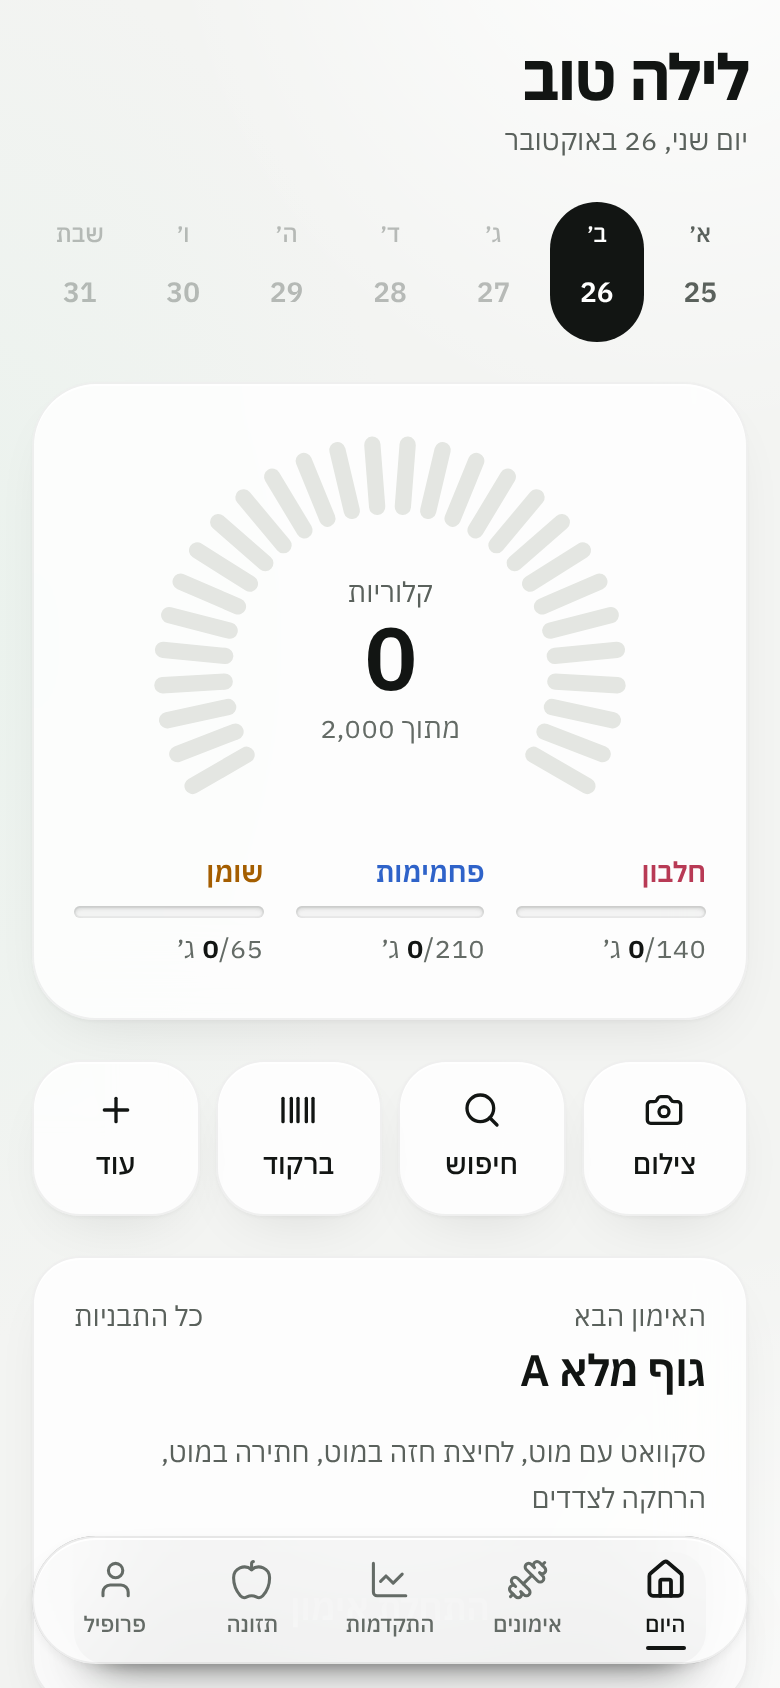 לילה טוב
יום שני, 26 באוקטובר
א׳ ב׳ ג׳ ד׳ ה׳ ו׳ שבת
25 26 27 28 29 30 31
קלוריות
0
מתוך 2,000
חלבון פחמימות שומן
0/140 ג׳ 0/210 ג׳ 0/65 ג׳
צילום חיפוש ברקוד עוד
האימון הבא כל התבניות
גוף מלא A
סקוואט עם מוט, לחיצת חזה במוט, חתירה במוט,
הרחקה לצדדים
היום אימונים התקדמות תזונה פרופיל